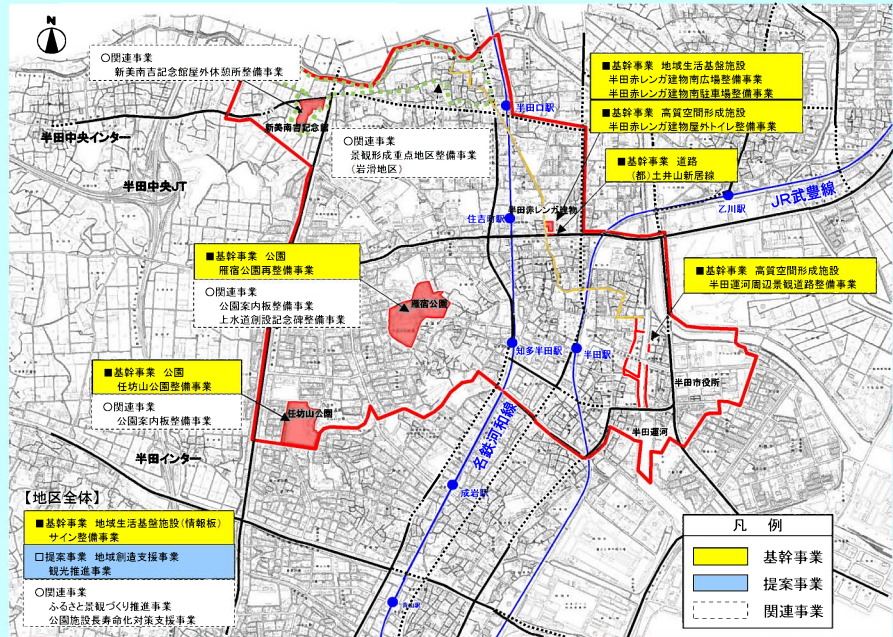 N
○関連事業
新美南吉記念館屋外休憩所整備事業
■基幹事業 地域生活基盤施設
半田赤レンガ建物南広場整備事業
半田赤レンガ建物南駐車場整備事業
■基幹事業 高質空間形成施設
半田赤レンガ建物屋外トイレ整備事業
■基幹事業 道路
(都)土井山新居線
半田口駅
新美南吉記念館
半田中央インター
○関連事業
景観形成重点地区整備事業
(岩滑地区)
半田中央JT
JR武豊線
乙川駅
半田赤レンガ建物
住吉町駅
■基幹事業 公園
雁宿公園再整備事業
○関連事業
公園案内板整備事業
上水道創設記念碑整備事業
雁宿公園
■基幹事業 高質空間形成施設
半田運河周辺景観道路整備事業
知多半田駅
半田駅
■基幹事業 公園
任坊山公園整備事業
○関連事業
公園案内板整備事業
任坊山公園
半田市役所
半田運河
名鉄河和線
半田インター
成岩駅
【地区全体】
■基幹事業 地域生活基盤施設(情報板)
サイン整備事業
□提案事業 地域創造支援事業
観光推進事業
○関連事業
ふるさと景観づくり推進事業
公園施設長寿命化対策支援事業
青山駅
凡 例
基幹事業
提案事業
関連事業